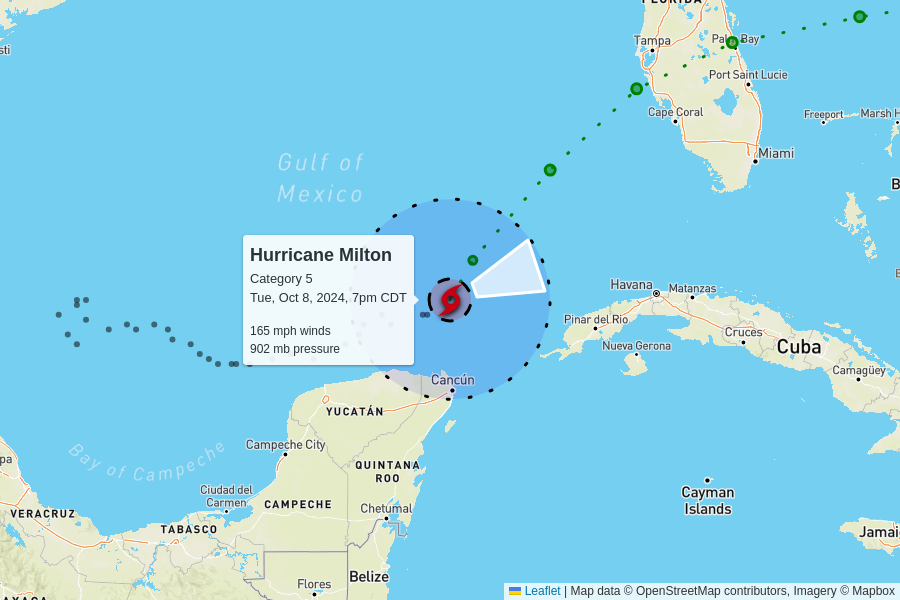 FLORIDA
Tampa
Palm Bay
Port Saint Lucie
Cape Coral
Freeport
Marsh H
Miami
Gulf of
Mexico
B
Hurricane Milton
Category 5
Tue, Oct 8, 2024, 7pm CDT
165 mph winds
902 mb pressure
Havana
Matanzas
Pinar del Río
Cruces
Nueva Gerona
Cuba
Camagüey
Cancún
YUCATÁN
Campeche City
Bay of Campeche
QUINTANA
ROO
Ciudad del
Carmen
CAMPECHE
Chetumal
Cayman
Islands
VERACRUZ
TABASCO
Jamai
Belize
Flores
AXACA
Leaflet | Map data © OpenStreetMap contributors, Imagery © Mapbox